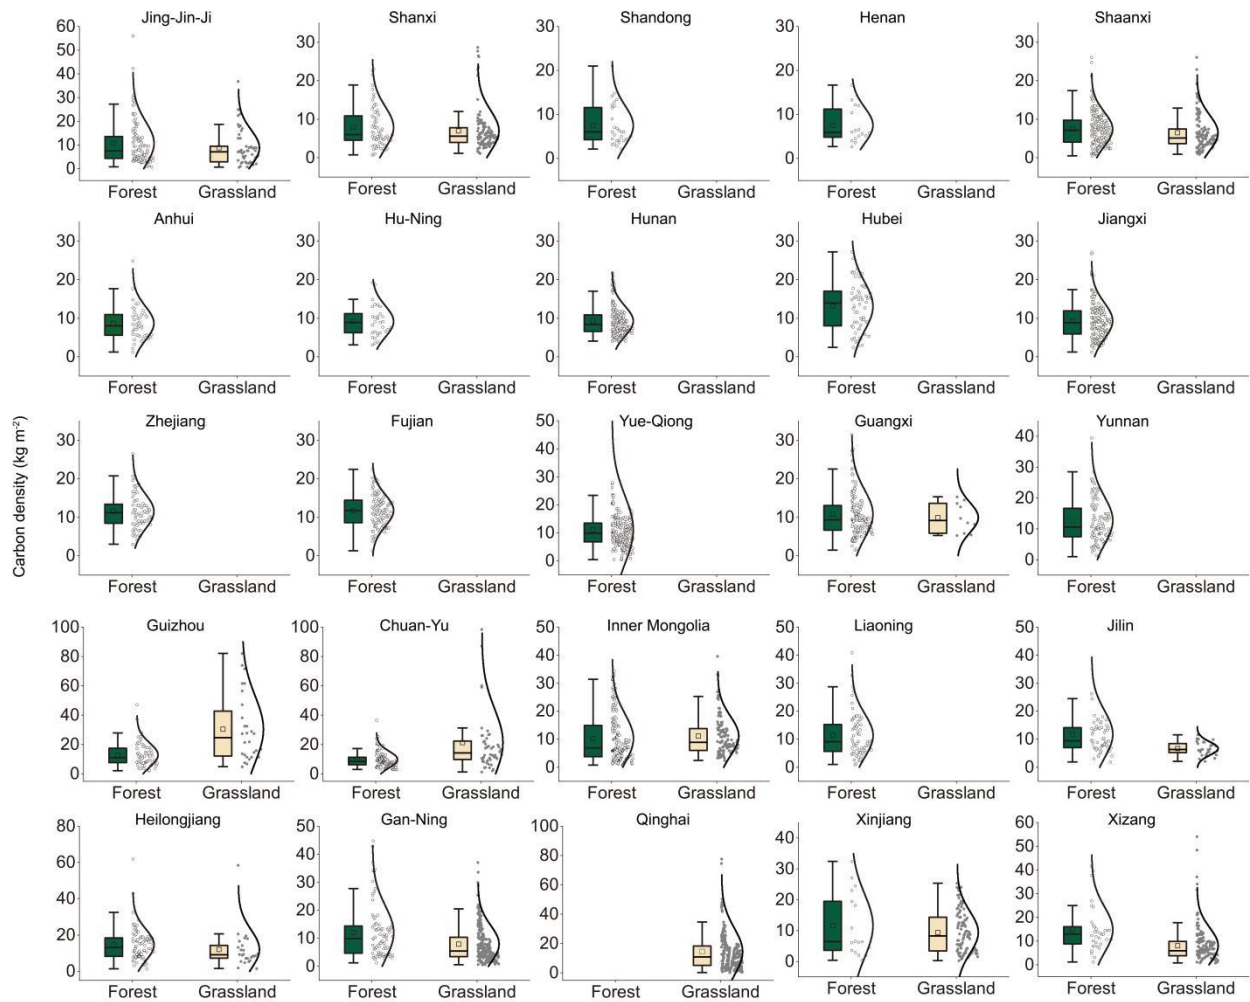 Carbon density (kg m⁻²)
Jing-Jin-Ji
60
50
40
30
20
10
0
Forest Grassland
Shanxi
30
20
10
0
Forest Grassland
Shandong
30
20
10
0
Forest Grassland
Henan
30
20
10
0
Forest Grassland
Shaanxi
30
20
10
0
Forest Grassland
Anhui
30
20
10
0
Forest Grassland
Hu-Ning
30
20
10
0
Forest Grassland
Hunan
30
20
10
0
Forest Grassland
Hubei
30
20
10
0
Forest Grassland
Jiangxi
30
20
10
0
Forest Grassland
Zhejiang
30
20
10
0
Forest Grassland
Fujian
30
20
10
0
Forest Grassland
Yue-Qiong
50
40
30
20
10
0
Forest Grassland
Guangxi
30
20
10
0
Forest Grassland
Yunnan
40
30
20
10
0
Forest Grassland
Guizhou
100
80
60
40
20
0
Forest Grassland
Chuan-Yu
100
80
60
40
20
0
Forest Grassland
Inner Mongolia
50
40
30
20
10
0
Forest Grassland
Liaoning
50
40
30
20
10
0
Forest Grassland
Jilin
50
40
30
20
10
0
Forest Grassland
Heilongjiang
80
60
40
20
0
Forest Grassland
Gan-Ning
50
40
30
20
10
0
Forest Grassland
Qinghai
100
80
60
40
20
0
Forest Grassland
Xinjiang
40
30
20
10
0
Forest Grassland
Xizang
60
50
40
30
20
10
0
Forest Grassland